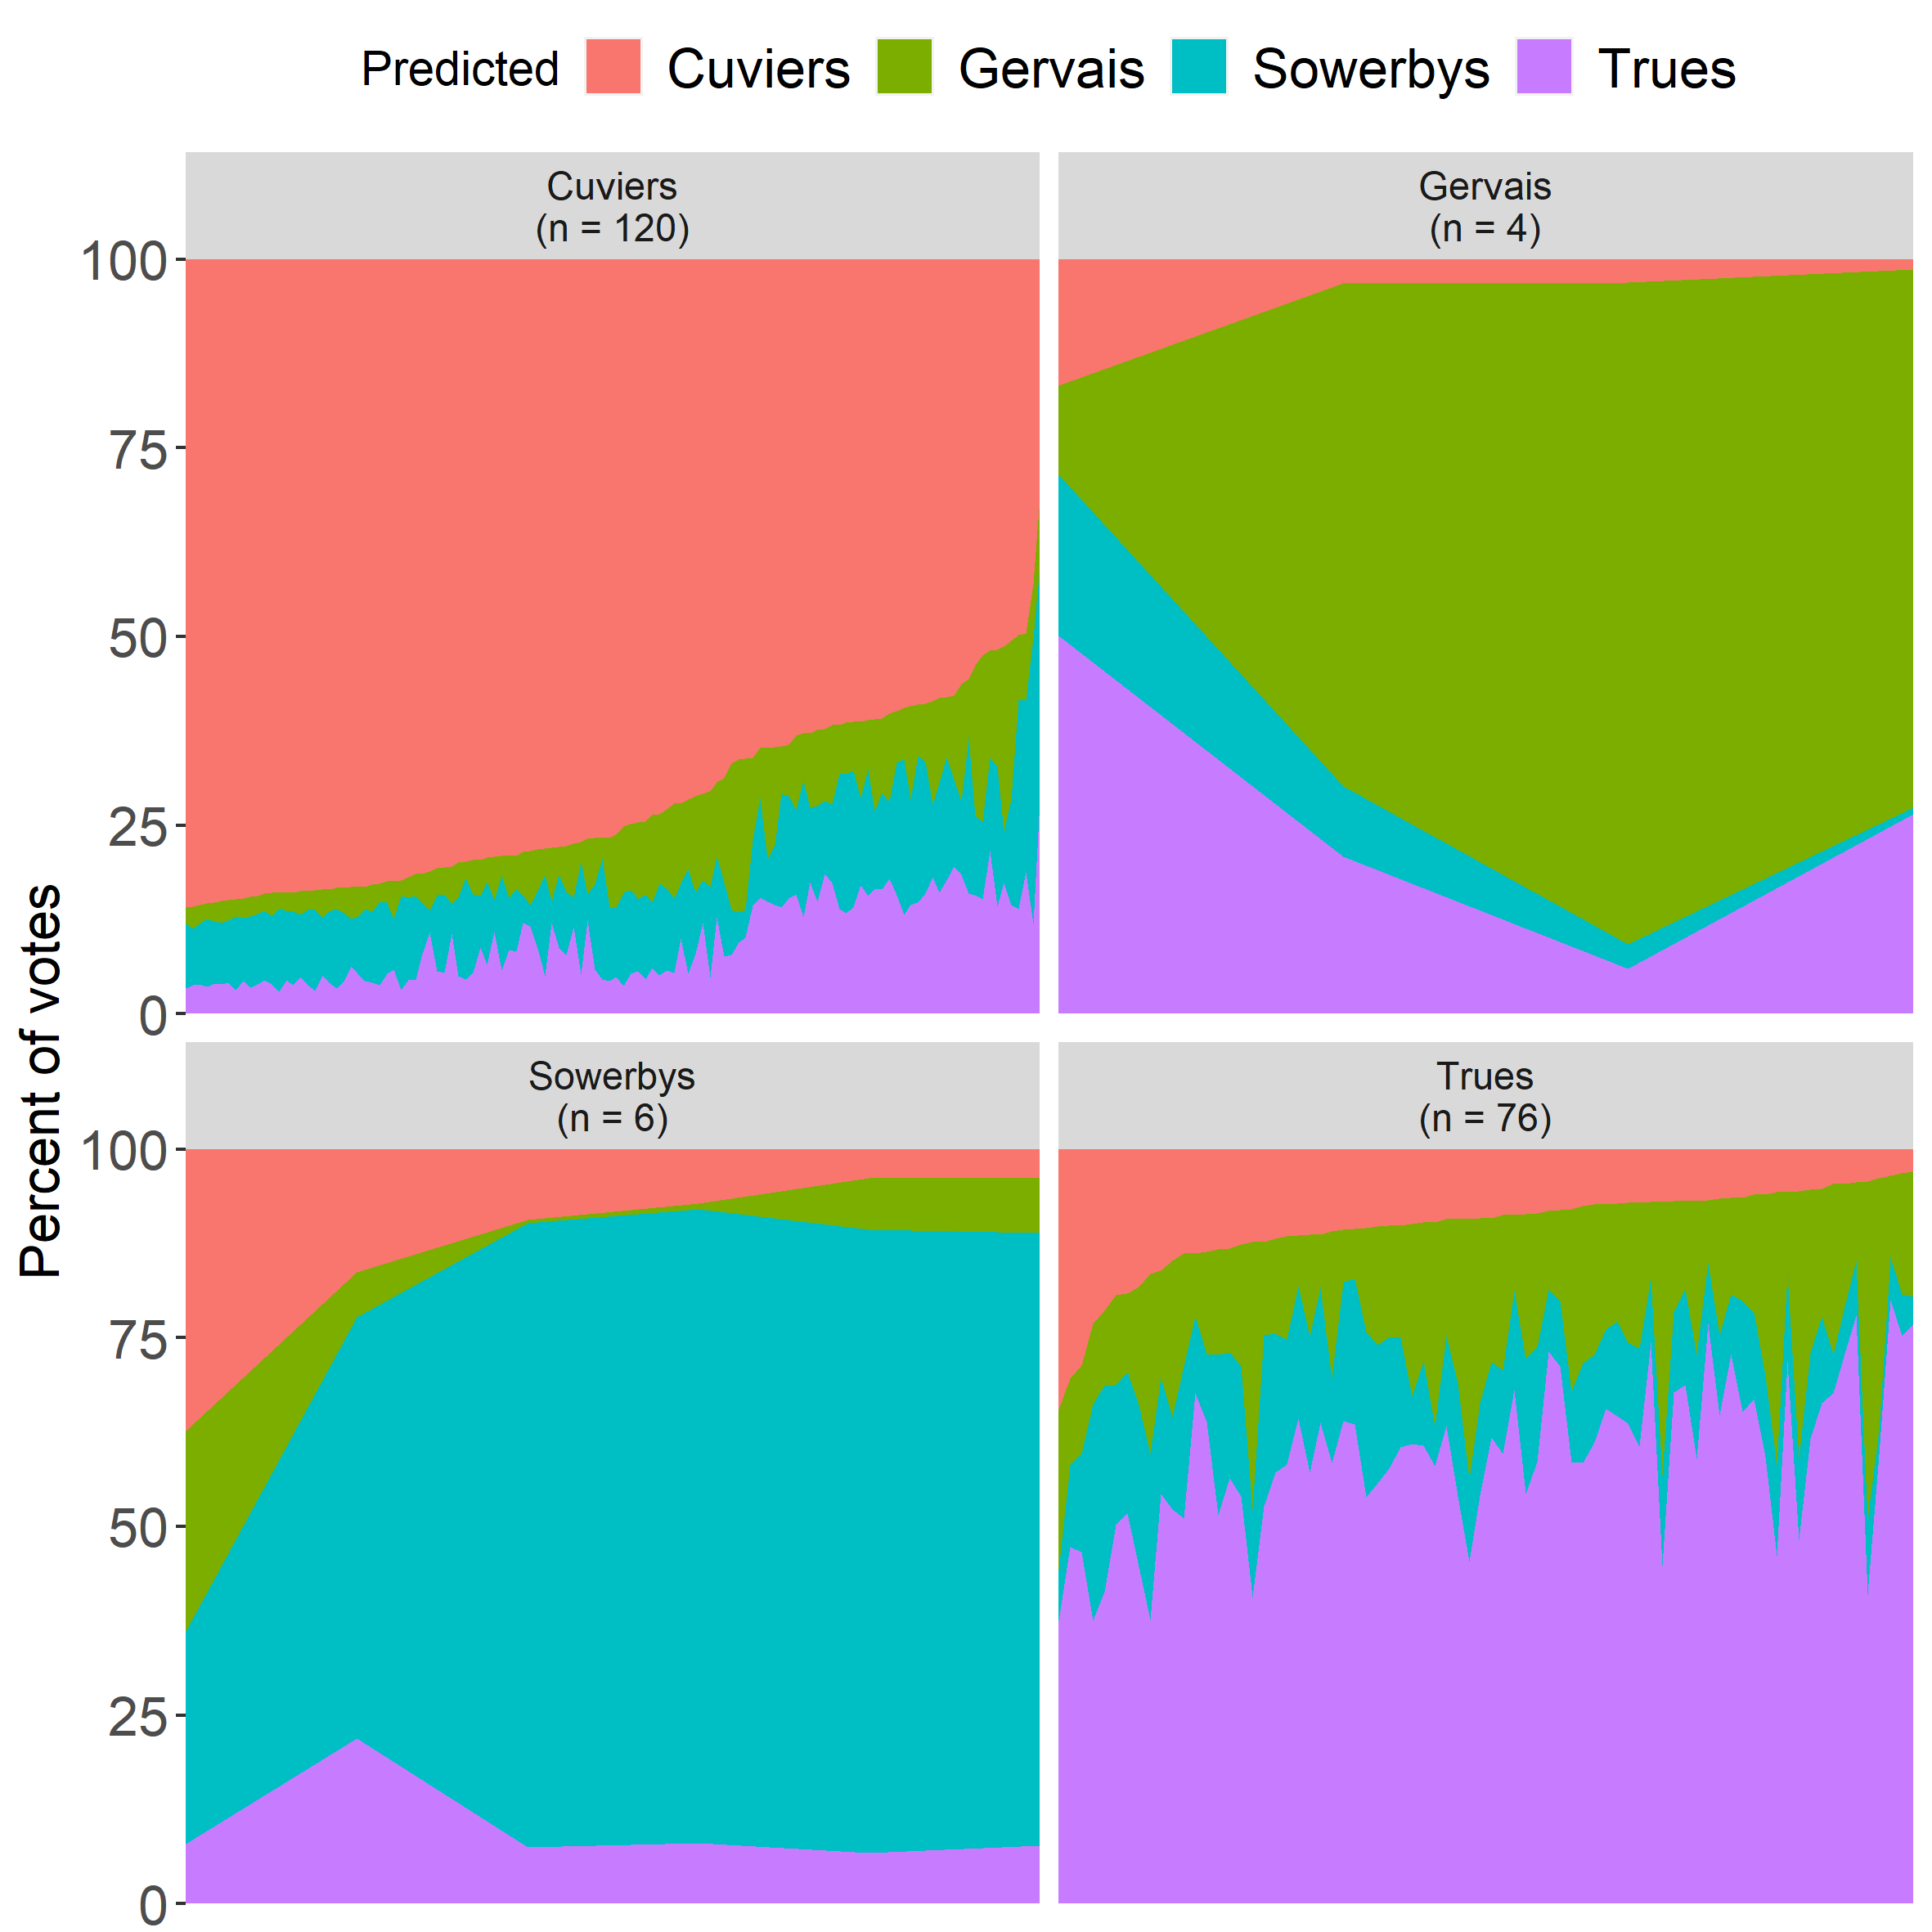 Predicted Cuviers Gervais Sowerbys Trues
Cuviers
(n = 120)
Gervais
(n = 4)
100
75
50
25
0
Percent of votes
Sowerbys
(n = 6)
Trues
(n = 76)
100
75
50
25
0